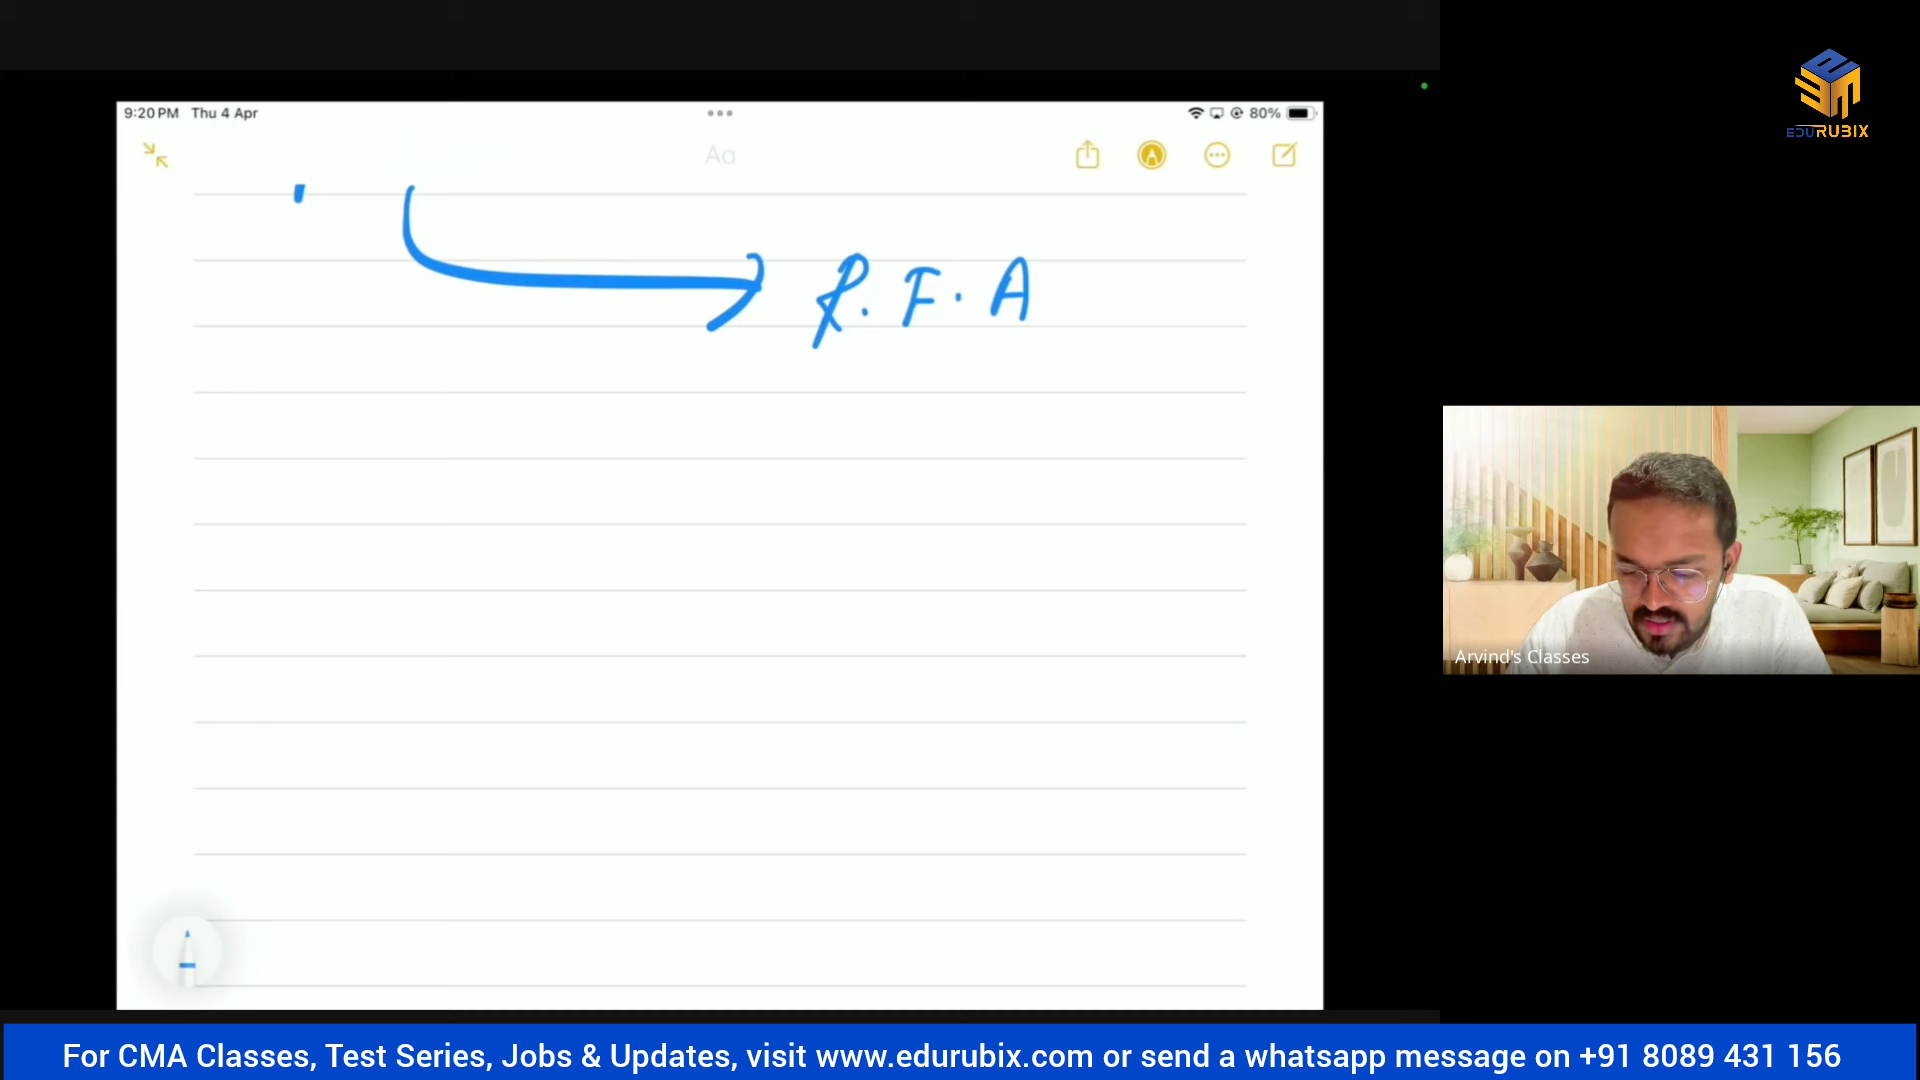 EDURUBIX
9:20 PM Thu 4 Apr
80%
Aa
R. F. A
Arvind's Classes
For CMA Classes, Test Series, Jobs & Updates, visit www.edurubix.com or send a whatsapp message on +91 8089 431 156